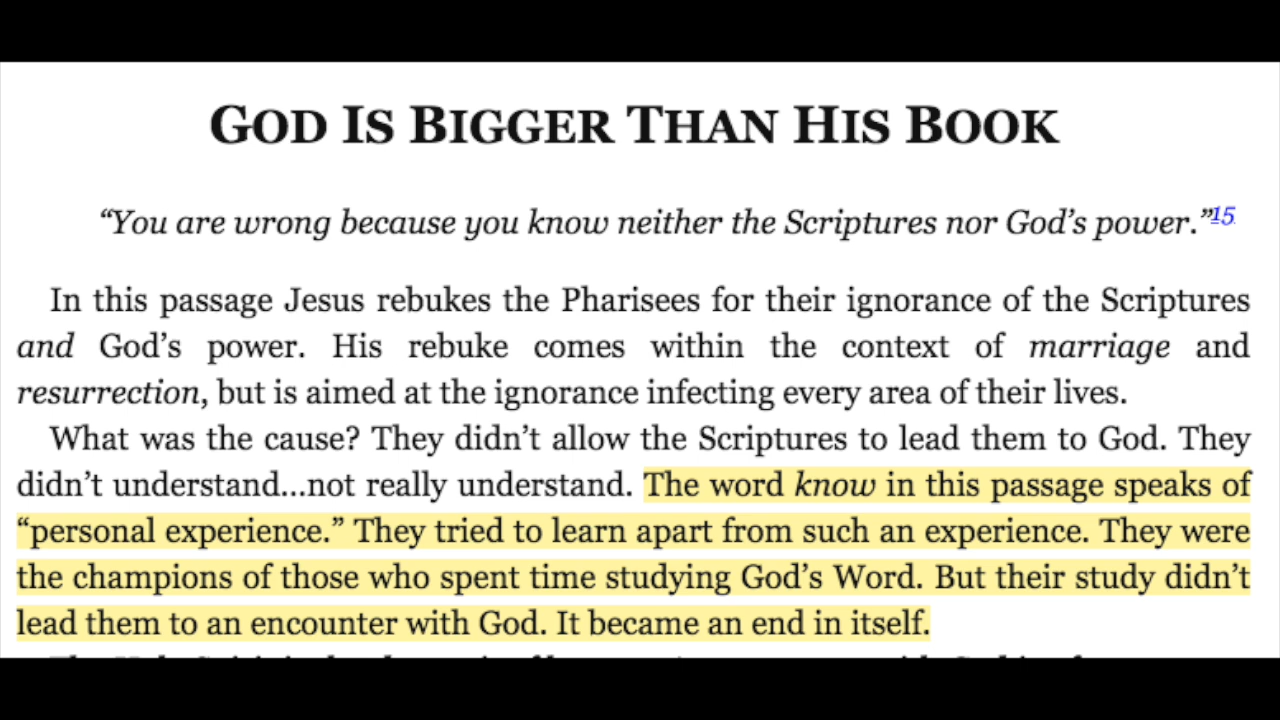 GOD IS BIGGER THAN HIS BOOK
“You are wrong because you know neither the Scriptures nor God’s power.”15
In this passage Jesus rebukes the Pharisees for their ignorance of the Scriptures
and God’s power. His rebuke comes within the context of marriage and
resurrection, but is aimed at the ignorance infecting every area of their lives.
What was the cause? They didn’t allow the Scriptures to lead them to God. They
didn’t understand...not really understand. The word know in this passage speaks of
“personal experience.” They tried to learn apart from such an experience. They were
the champions of those who spent time studying God’s Word. But their study didn’t
lead them to an encounter with God. It became an end in itself.